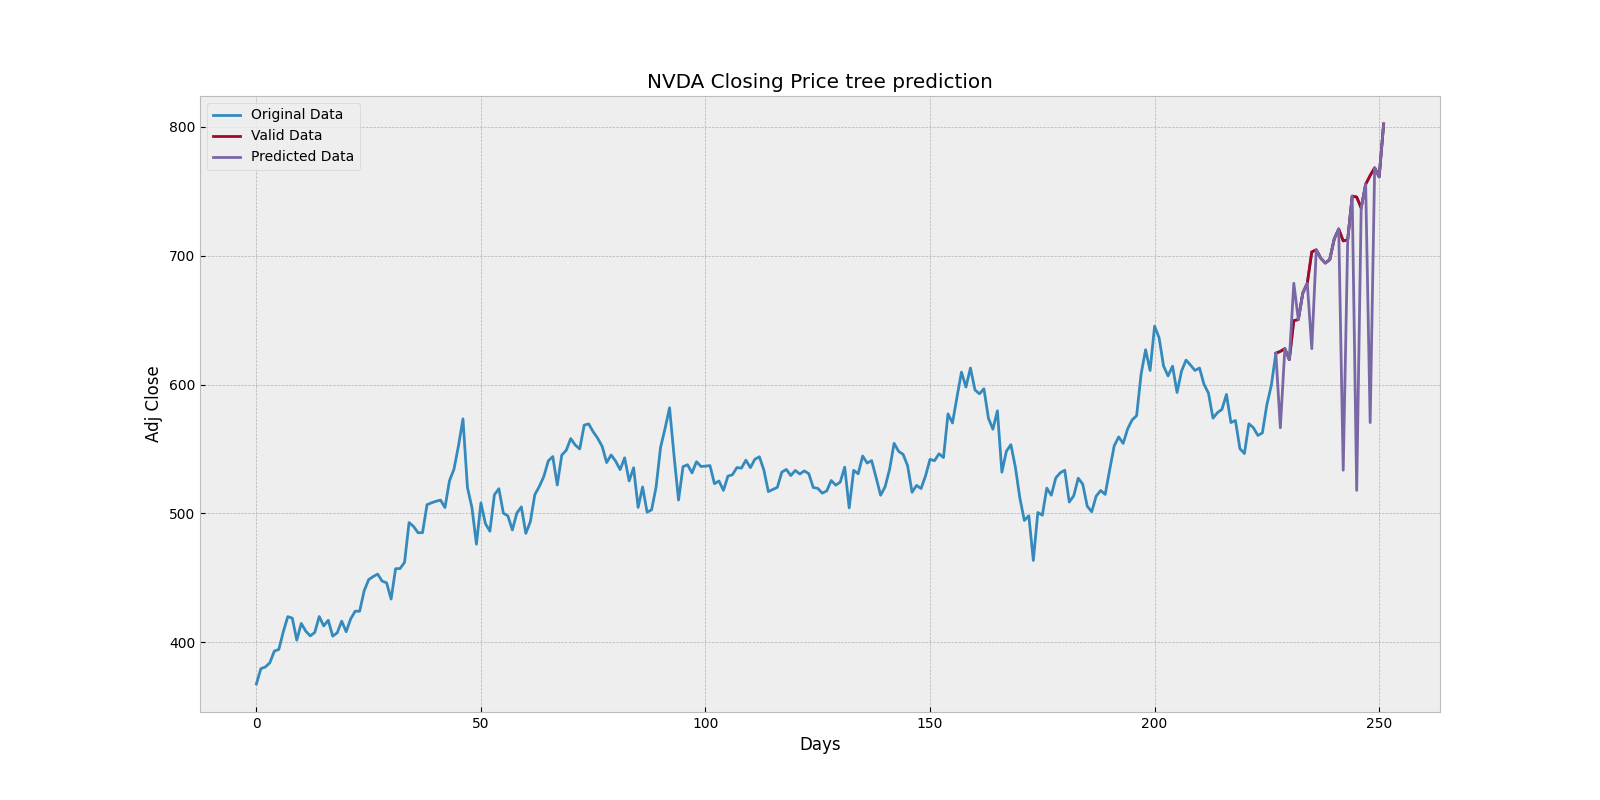 NVDA Closing Price tree prediction
Original Data
Valid Data
Predicted Data
800
700
600
500
400
Adj Close
0 50 100 150 200 250
Days